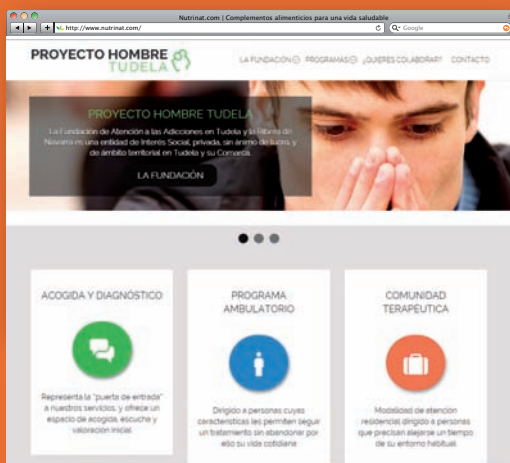 Nutrinat.com | Complementos alimenticios para una vida saludable
http://www.nutrinat.com/
Google
PROYECTO HOMBRE
TUDELA
LA FUNDACIÓN
PROGRAMAS
¿QUIERES COLABORAR?
CONTACTO
PROYECTO HOMBRE TUDELA
La Fundación de Atención a las Adicciones en Tudela y la Ribera de
Navarra es una entidad de Interés Social, privada, sin ánimo de lucro, y
de ámbito territorial en Tudela y su Comarca.
LA FUNDACIÓN
ACOGIDA Y DIAGNÓSTICO
Representa la "puerta de entrada"
a nuestros servicios, y ofrece un
espacio de acogida, escucha y
valoración inicial.
PROGRAMA
AMBULATORIO
Dirigido a personas cuyas
características les permiten seguir
un tratamiento sin abandonar por
ello su vida cotidiana
COMUNIDAD
TERAPÉUTICA
Modalidad de atención
residencial dirigido a personas
que precisan alejarse un tiempo
de su entorno habitual.